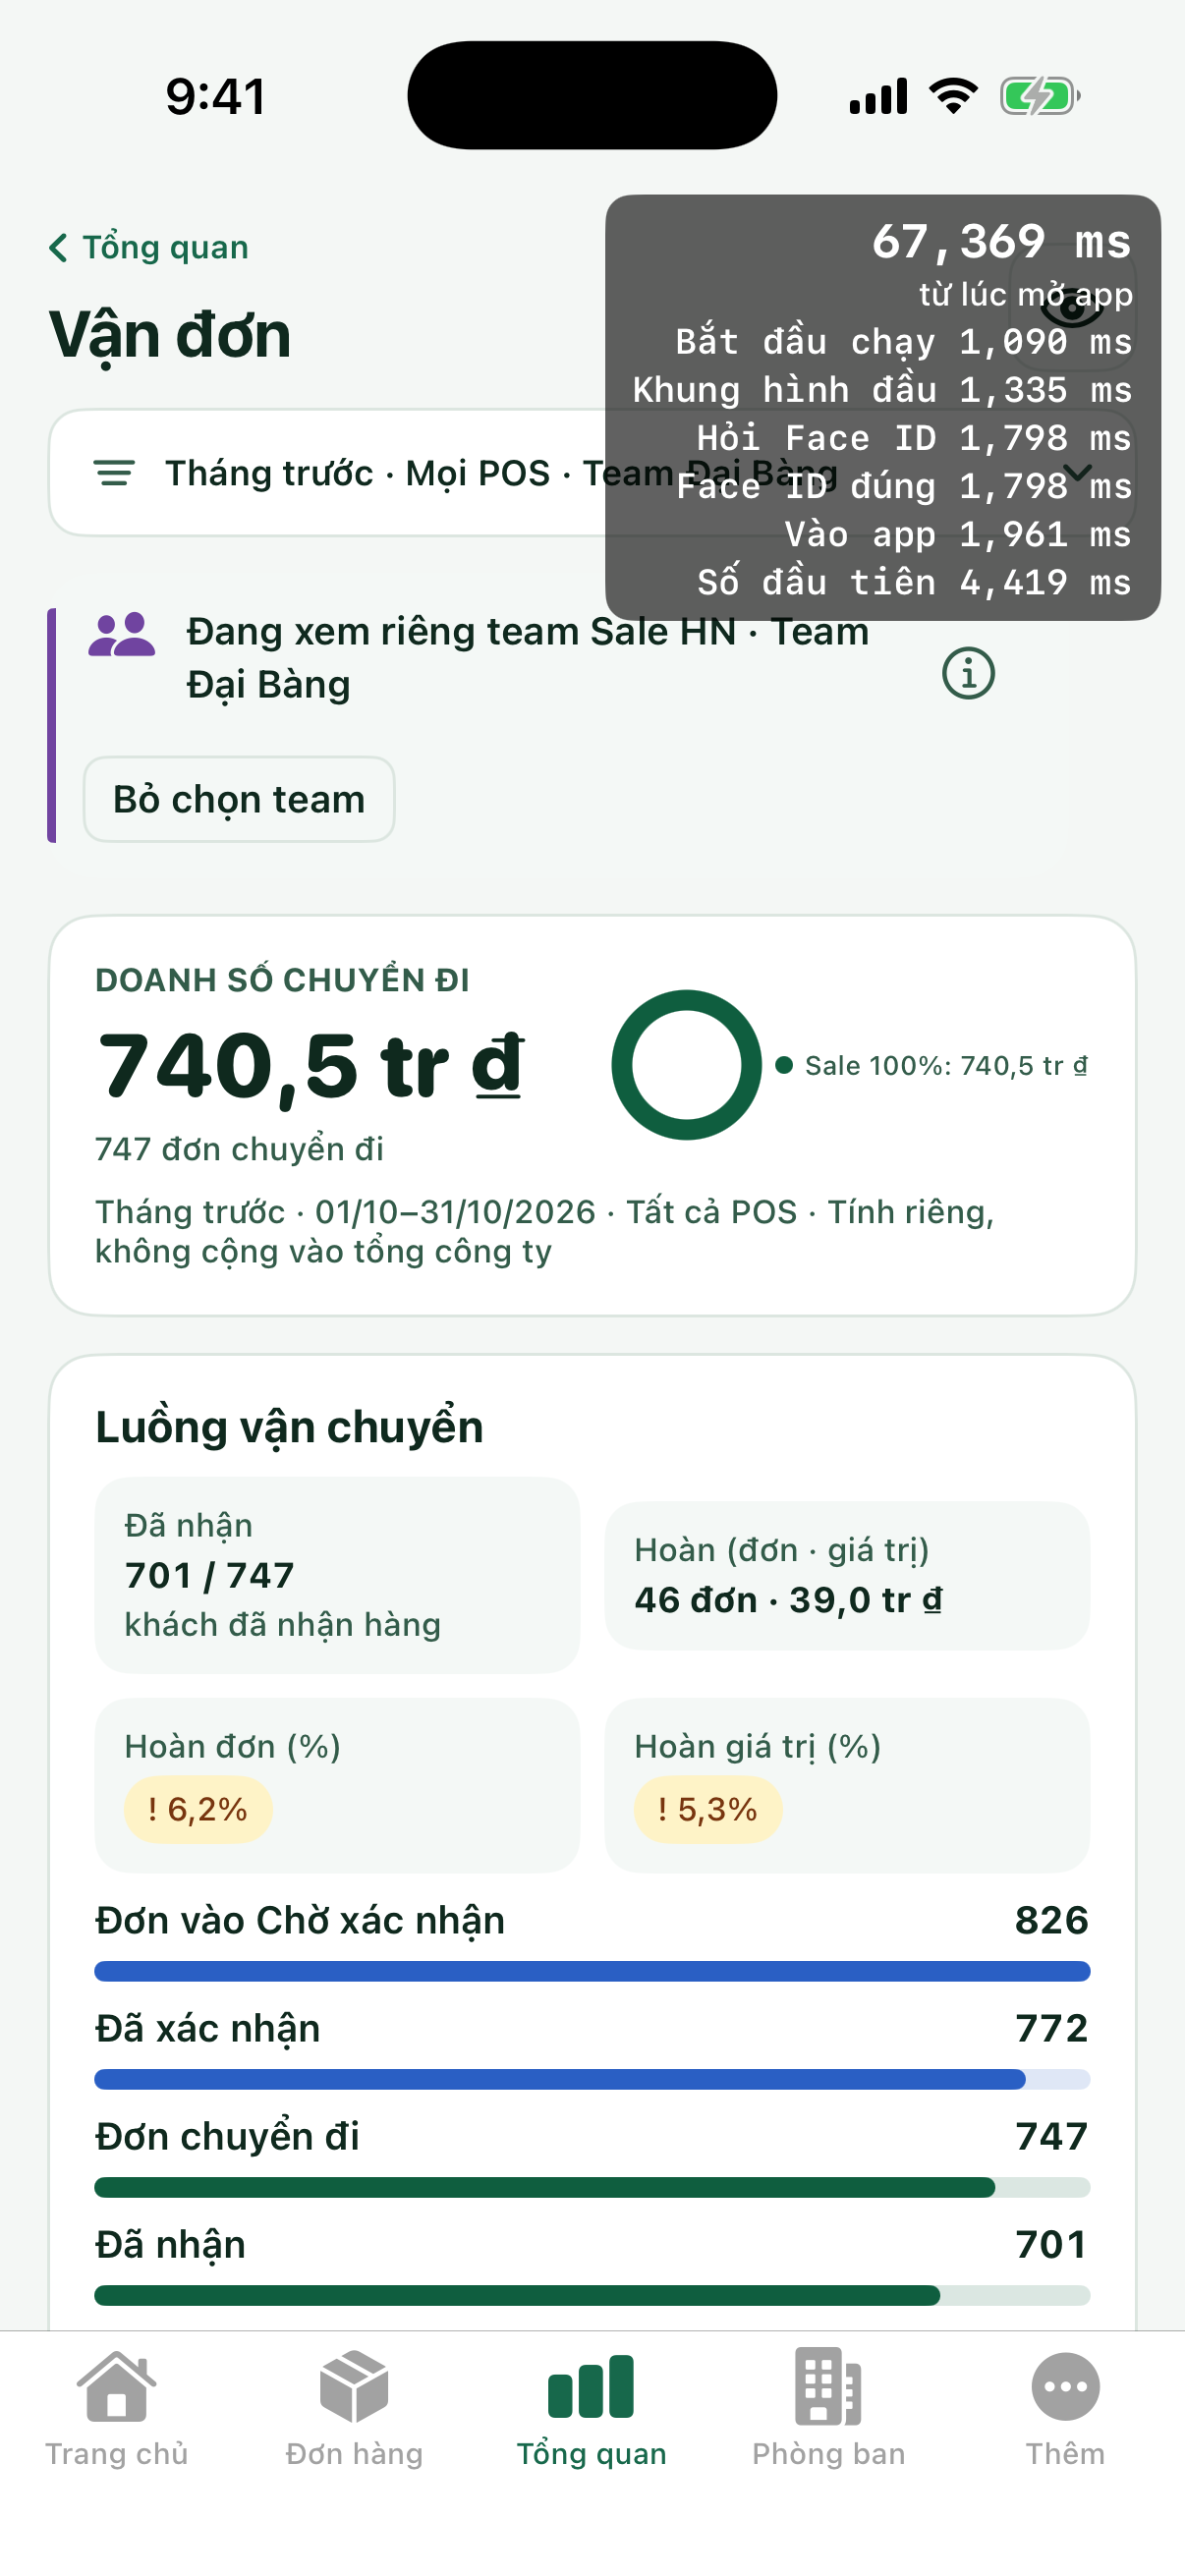 9:41
Tổng quan
Vận đơn
67,369 ms
từ lúc mở app
Bắt đầu chạy 1,090 ms
Khung hình đầu 1,335 ms
Hỏi Face ID 1,798 ms
Face ID đúng 1,798 ms
Vào app 1,961 ms
Số đầu tiên 4,419 ms
Tháng trước · Mọi POS · Team Đại Bàng
Đang xem riêng team Sale HN · Team
Đại Bàng
Bỏ chọn team
DOANH SỐ CHUYỂN ĐI
740,5 tr ₫
Sale 100%: 740,5 tr ₫
747 đơn chuyển đi
Tháng trước · 01/10–31/10/2026 · Tất cả POS · Tính riêng,
không cộng vào tổng công ty
Luồng vận chuyển
Đã nhận
701 / 747
khách đã nhận hàng
Hoàn (đơn · giá trị)
46 đơn · 39,0 tr ₫
Hoàn đơn (%)
! 6,2%
Hoàn giá trị (%)
! 5,3%
Đơn vào Chờ xác nhận 826
Đã xác nhận 772
Đơn chuyển đi 747
Đã nhận 701
Trang chủ
Đơn hàng
Tổng quan
Phòng ban
Thêm